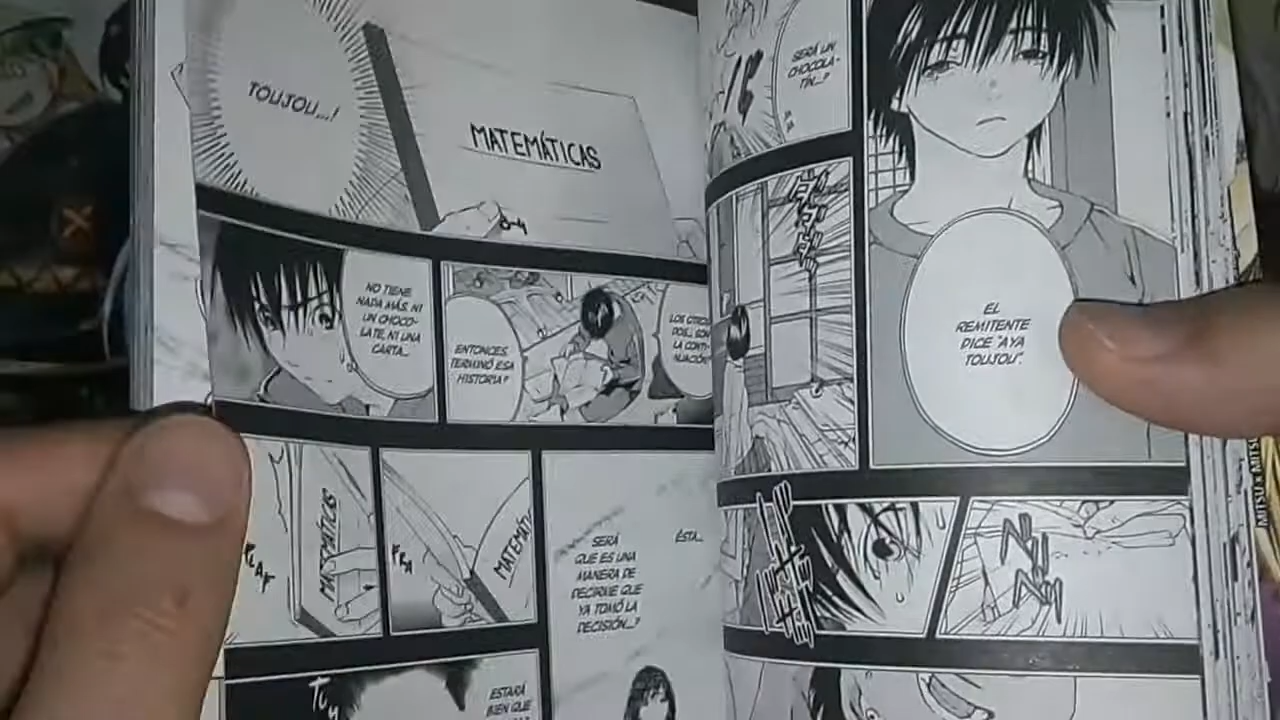 SERÁ UN
CHOCOLA-
TÍN...?
EL
REMITENTE
DICE "AYA
TOUJOU".
TOUJOU...!
MATEMÁTICAS
NO TIENE
NADA MÁS. NI
UN CHOCO-
LATE, NI UNA
CARTA...
ENTONCES,
TERMINÓ ESA
HISTORIA?
LOS OTROS
DOS... SON
LA CONTI-
NUACIÓN
MATEMÁTICAS
FLAP
FRA
ÉSTA...
SERÁ
QUE ES UNA
MANERA DE
DECIRME QUE
YA TOMÓ LA
DECISIÓN...?
ESTARÁ
BIEN QUE